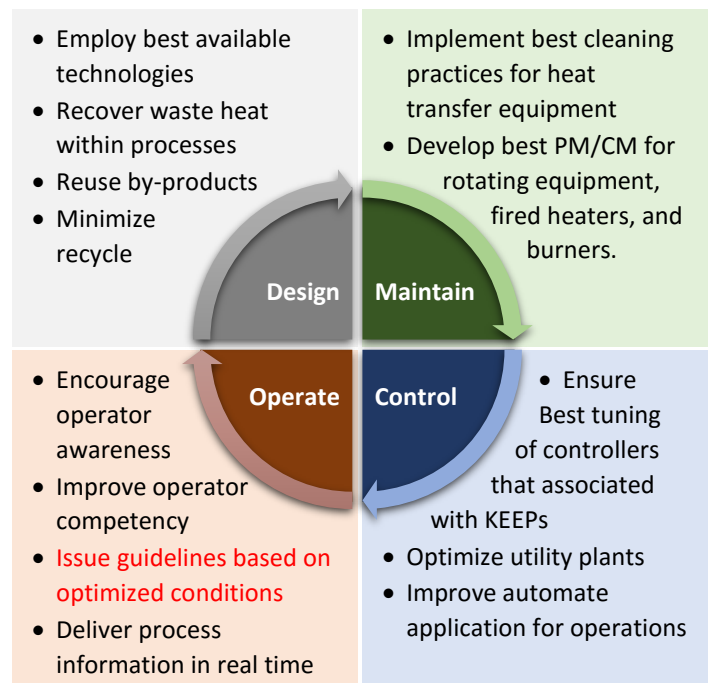 • Employ best available
technologies
• Recover waste heat
within processes
• Reuse by-products
• Minimize
recycle
Design
• Implement best cleaning
practices for heat
transfer equipment
• Develop best PM/CM for
rotating equipment,
fired heaters, and
burners.
Maintain
• Encourage
operator
awareness
• Improve operator
competency
• Issue guidelines based on
optimized conditions
• Deliver process
information in real time
Operate
Control
• Ensure
Best tuning
of controllers
that associated
with KEEPs
• Optimize utility plants
• Improve automate
application for operations